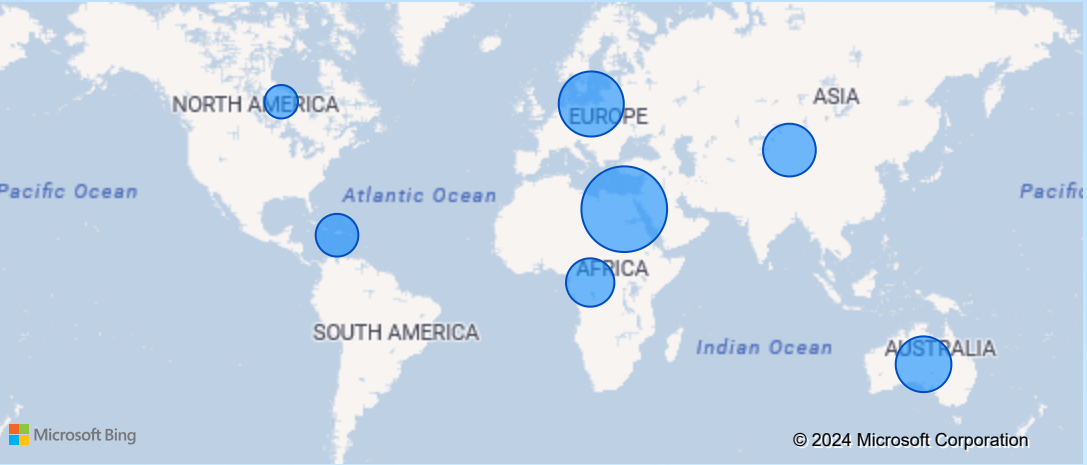 ASIA
NORTH AMERICA
EUROPE
Pacific Ocean
Atlantic Ocean
Pacific
AFRICA
SOUTH AMERICA
Indian Ocean
AUSTRALIA
Microsoft Bing
© 2024 Microsoft Corporation